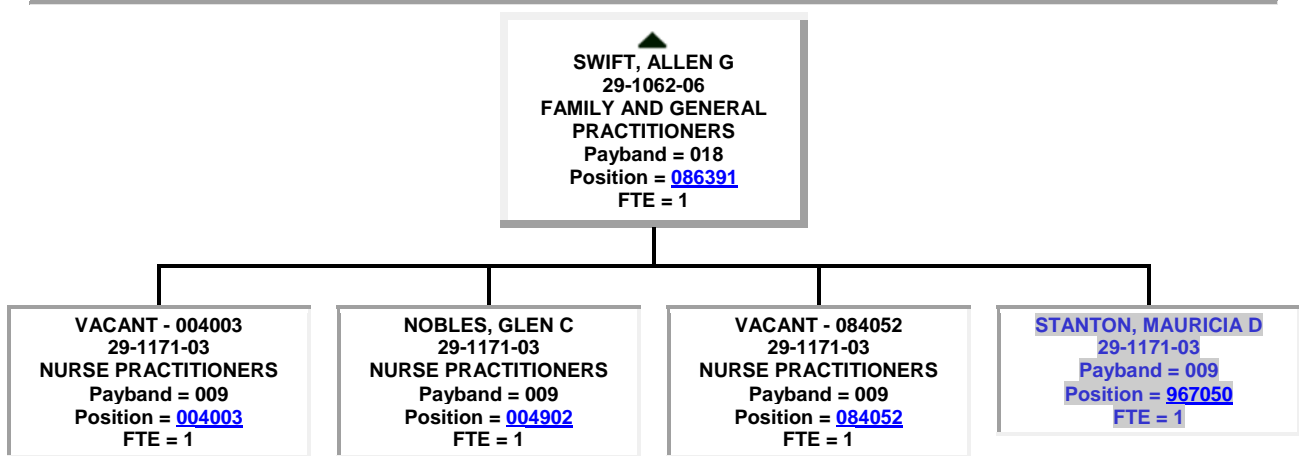 SWIFT, ALLEN G
29-1062-06
FAMILY AND GENERAL
PRACTITIONERS
Payband = 018
Position = 086391
FTE = 1
VACANT - 004003
29-1171-03
NURSE PRACTITIONERS
Payband = 009
Position = 004003
FTE = 1
NOBLES, GLEN C
29-1171-03
NURSE PRACTITIONERS
Payband = 009
Position = 004902
FTE = 1
VACANT - 084052
29-1171-03
NURSE PRACTITIONERS
Payband = 009
Position = 084052
FTE = 1
STANTON, MAURICIA D
29-1171-03
Payband = 009
Position = 967050
FTE = 1